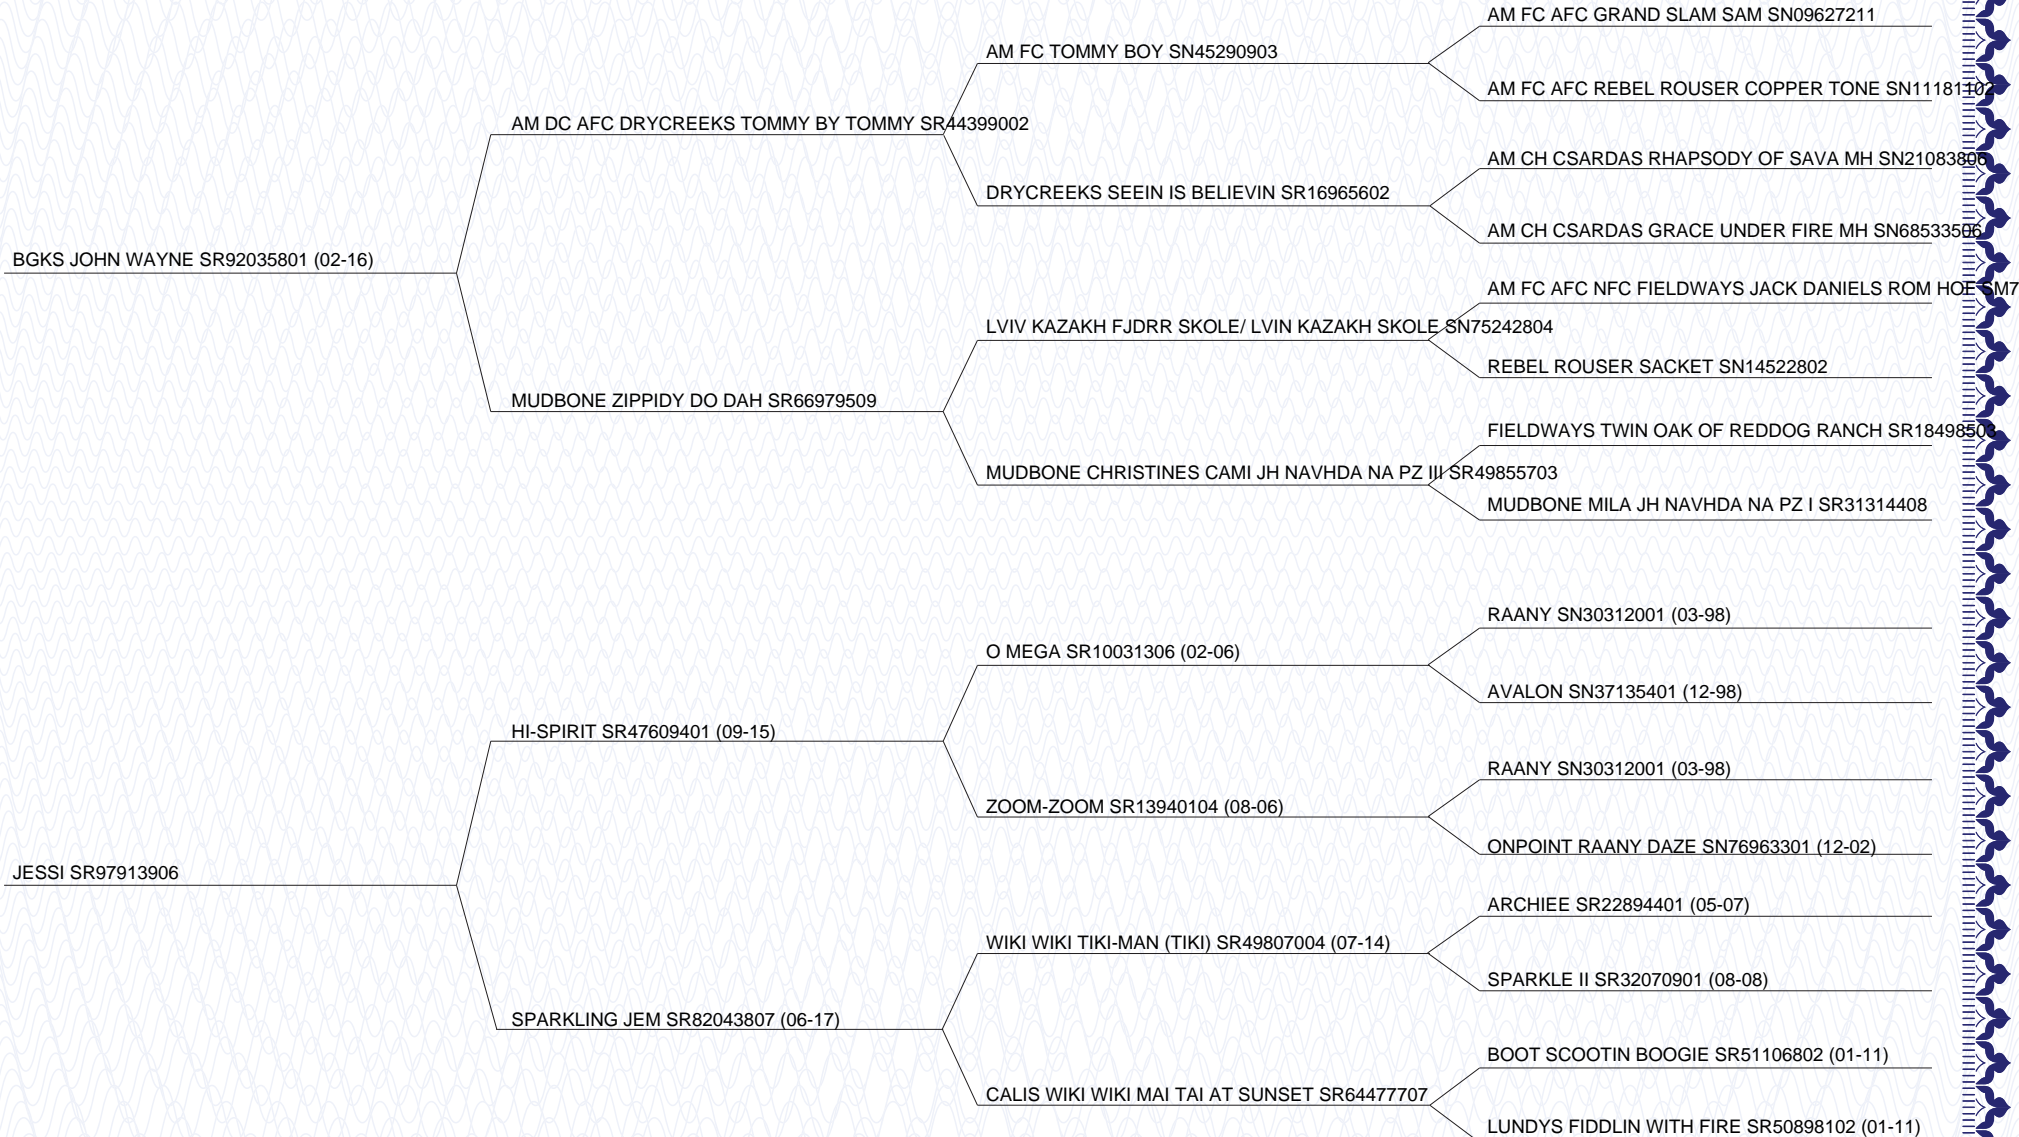 AM FC AFC GRAND SLAM SAM SN09627211
AM FC TOMMY BOY SN45290903
AM FC AFC REBEL ROUSER COPPER TONE SN11181102
AM DC AFC DRYCREEKS TOMMY BY TOMMY SR44399002
AM CH CSARDAS RHAPSODY OF SAVA MH SN21083806
DRYCREEKS SEEIN IS BELIEVIN SR16965602
AM CH CSARDAS GRACE UNDER FIRE MH SN68533506
BGKS JOHN WAYNE SR92035801 (02-16)
AM FC AFC NFC FIELDWAYS JACK DANIELS ROM HOF SM7
LVIV KAZAKH FJDRR SKOLE/ LVIN KAZAKH SKOLE SN75242804
REBEL ROUSER SACKET SN14522802
MUDBONE ZIPPIDY DO DAH SR66979509
FIELDWAYS TWIN OAK OF REDDOG RANCH SR18498503
MUDBONE CHRISTINES CAMI JH NAVHDA NA PZ III SR49855703
MUDBONE MILA JH NAVHDA NA PZ I SR31314408
RAANY SN30312001 (03-98)
O MEGA SR10031306 (02-06)
AVALON SN37135401 (12-98)
HI-SPIRIT SR47609401 (09-15)
RAANY SN30312001 (03-98)
ZOOM-ZOOM SR13940104 (08-06)
ONPOINT RAANY DAZE SN76963301 (12-02)
JESSI SR97913906
ARCHIEE SR22894401 (05-07)
WIKI WIKI TIKI-MAN (TIKI) SR49807004 (07-14)
SPARKLE II SR32070901 (08-08)
SPARKLING JEM SR82043807 (06-17)
BOOT SCOOTIN BOOGIE SR51106802 (01-11)
CALIS WIKI WIKI MAI TAI AT SUNSET SR64477707
LUNDYS FIDDLIN WITH FIRE SR50898102 (01-11)